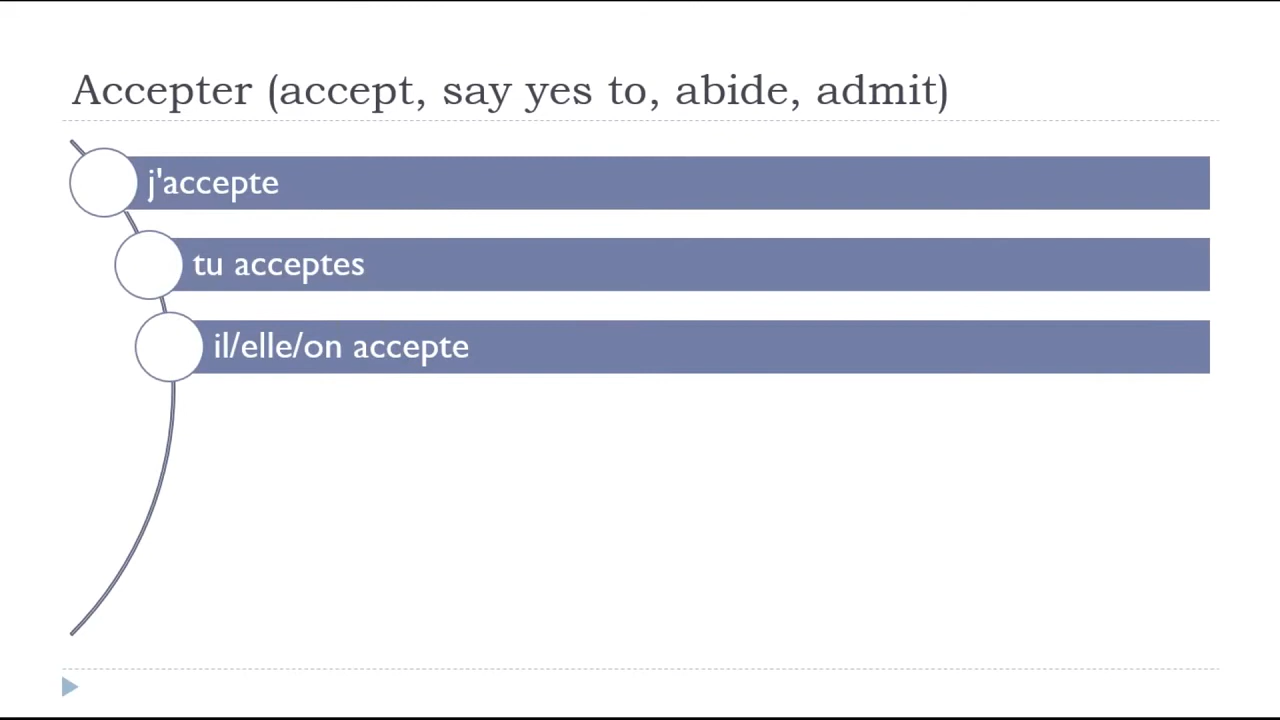 Accepter (accept, say yes to, abide, admit)
j'accepte
tu acceptes
il/elle/on accepte